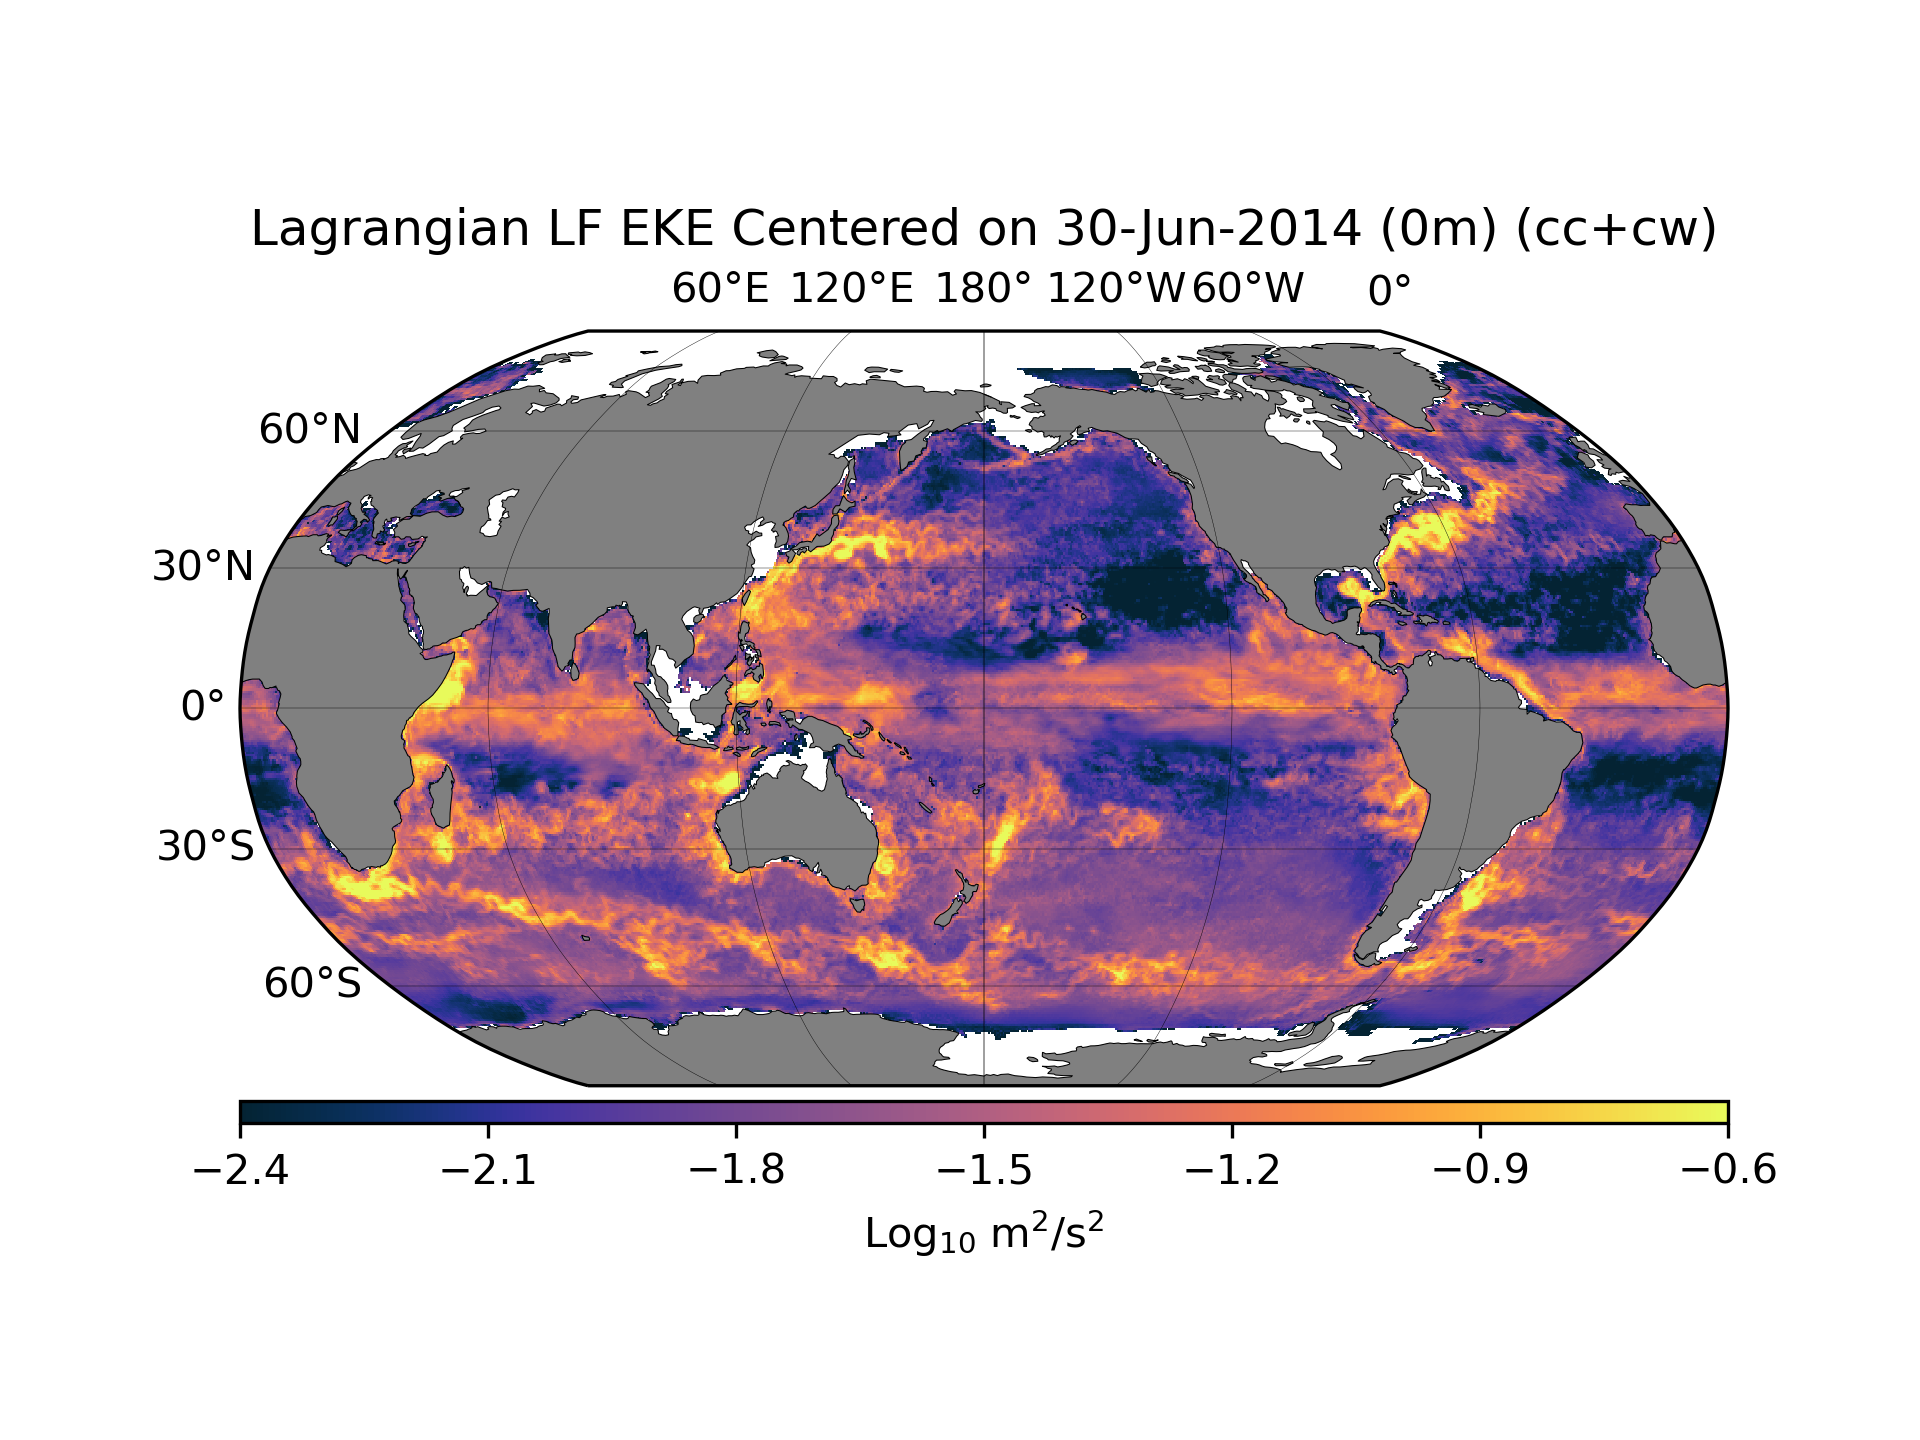 Lagrangian LF EKE Centered on 30-Jun-2014 (0m) (cc+cw)
60°E 120°E 180° 120°W 60°W 0°
60°N
30°N
0°
30°S
60°S
−2.4 −2.1 −1.8 −1.5 −1.2 −0.9 −0.6
Log₁₀ m²/s²